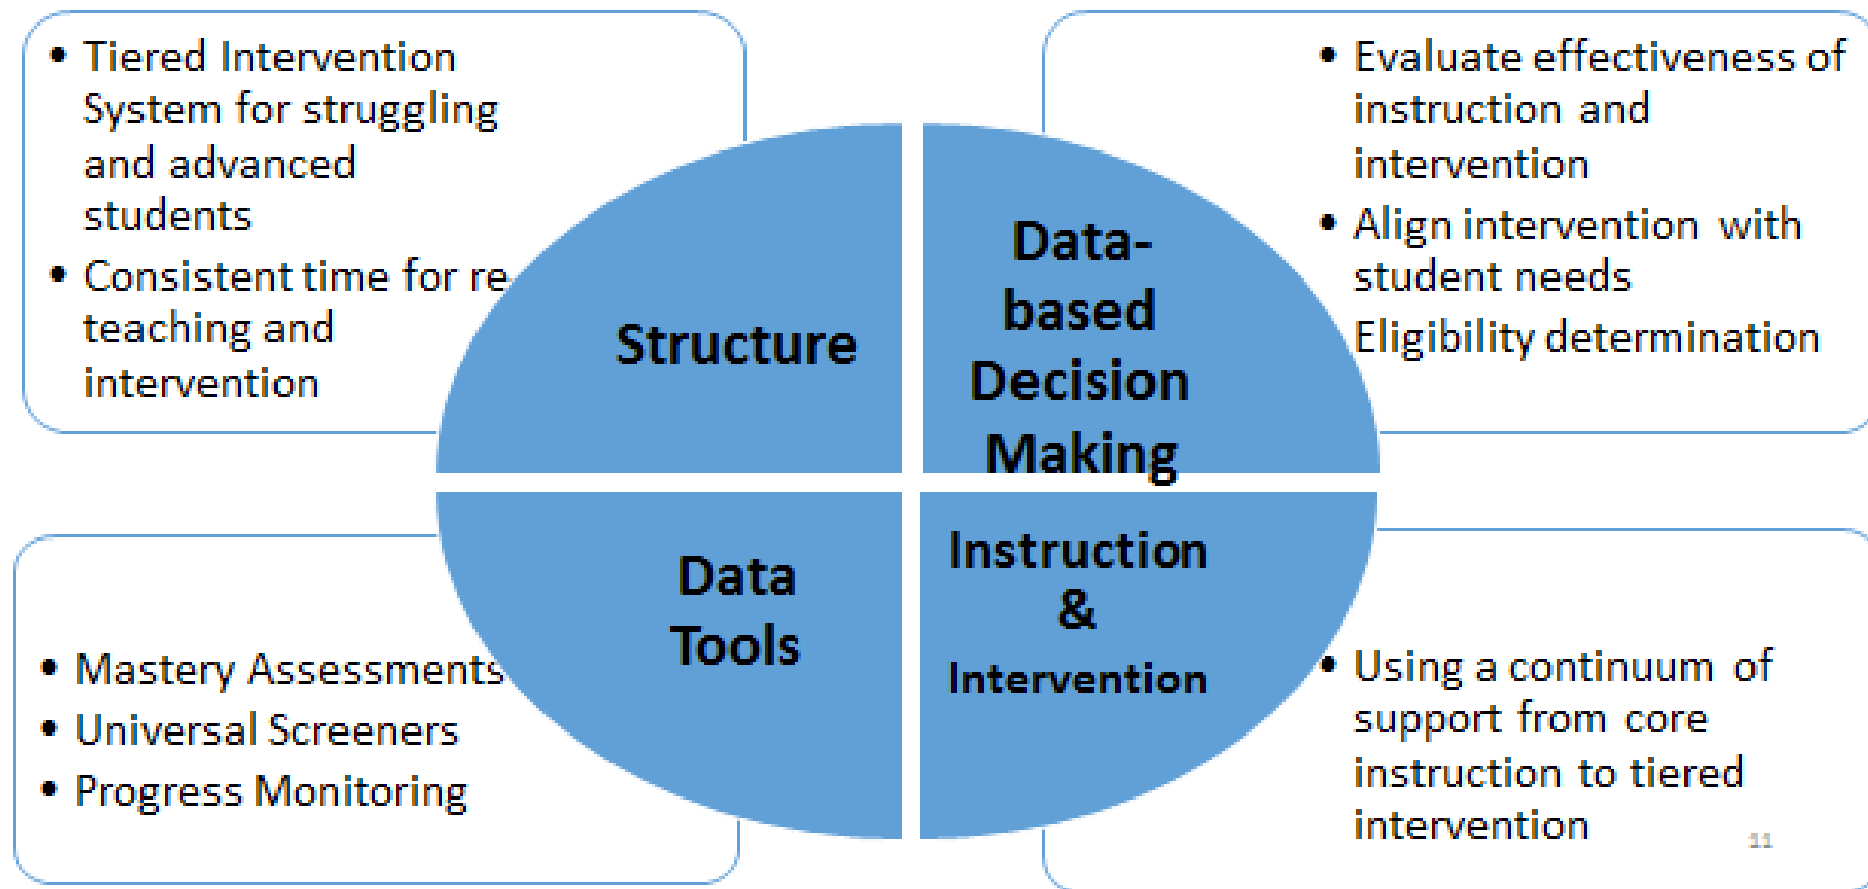 • Tiered Intervention
System for struggling
and advanced
students
• Consistent time for re
teaching and
intervention
• Evaluate effectiveness of
instruction and
intervention
• Align intervention with
student needs
Eligibility determination
Structure
Data-
based
Decision
Making
Data
Tools
Instruction
&
Intervention
• Mastery Assessments
• Universal Screeners
• Progress Monitoring
• Using a continuum of
support from core
instruction to tiered
intervention
11